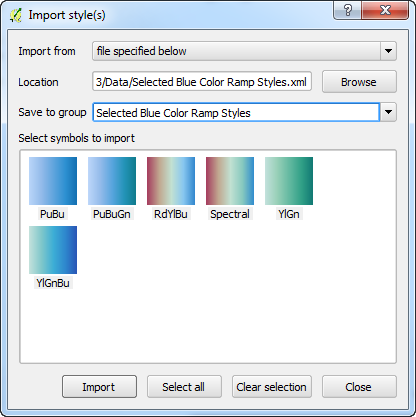 Import style(s)
Import from file specified below
Location 3/Data/Selected Blue Color Ramp Styles.xml Browse
Save to group Selected Blue Color Ramp Styles
Select symbols to import
PuBu PuBuGn RdYlBu Spectral YlGn
YlGnBu
Import Select all Clear selection Close